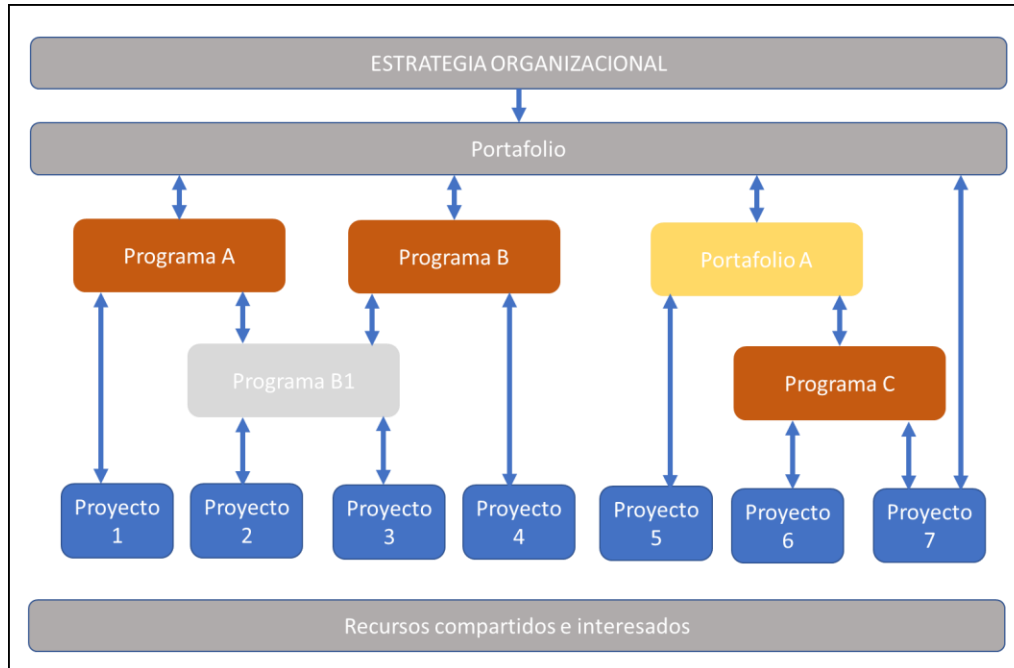 ESTRATEGIA ORGANIZACIONAL
Portafolio
Programa A
Programa B
Portafolio A
Programa B1
Programa C
Proyecto
1
Proyecto
2
Proyecto
3
Proyecto
4
Proyecto
5
Proyecto
6
Proyecto
7
Recursos compartidos e interesados